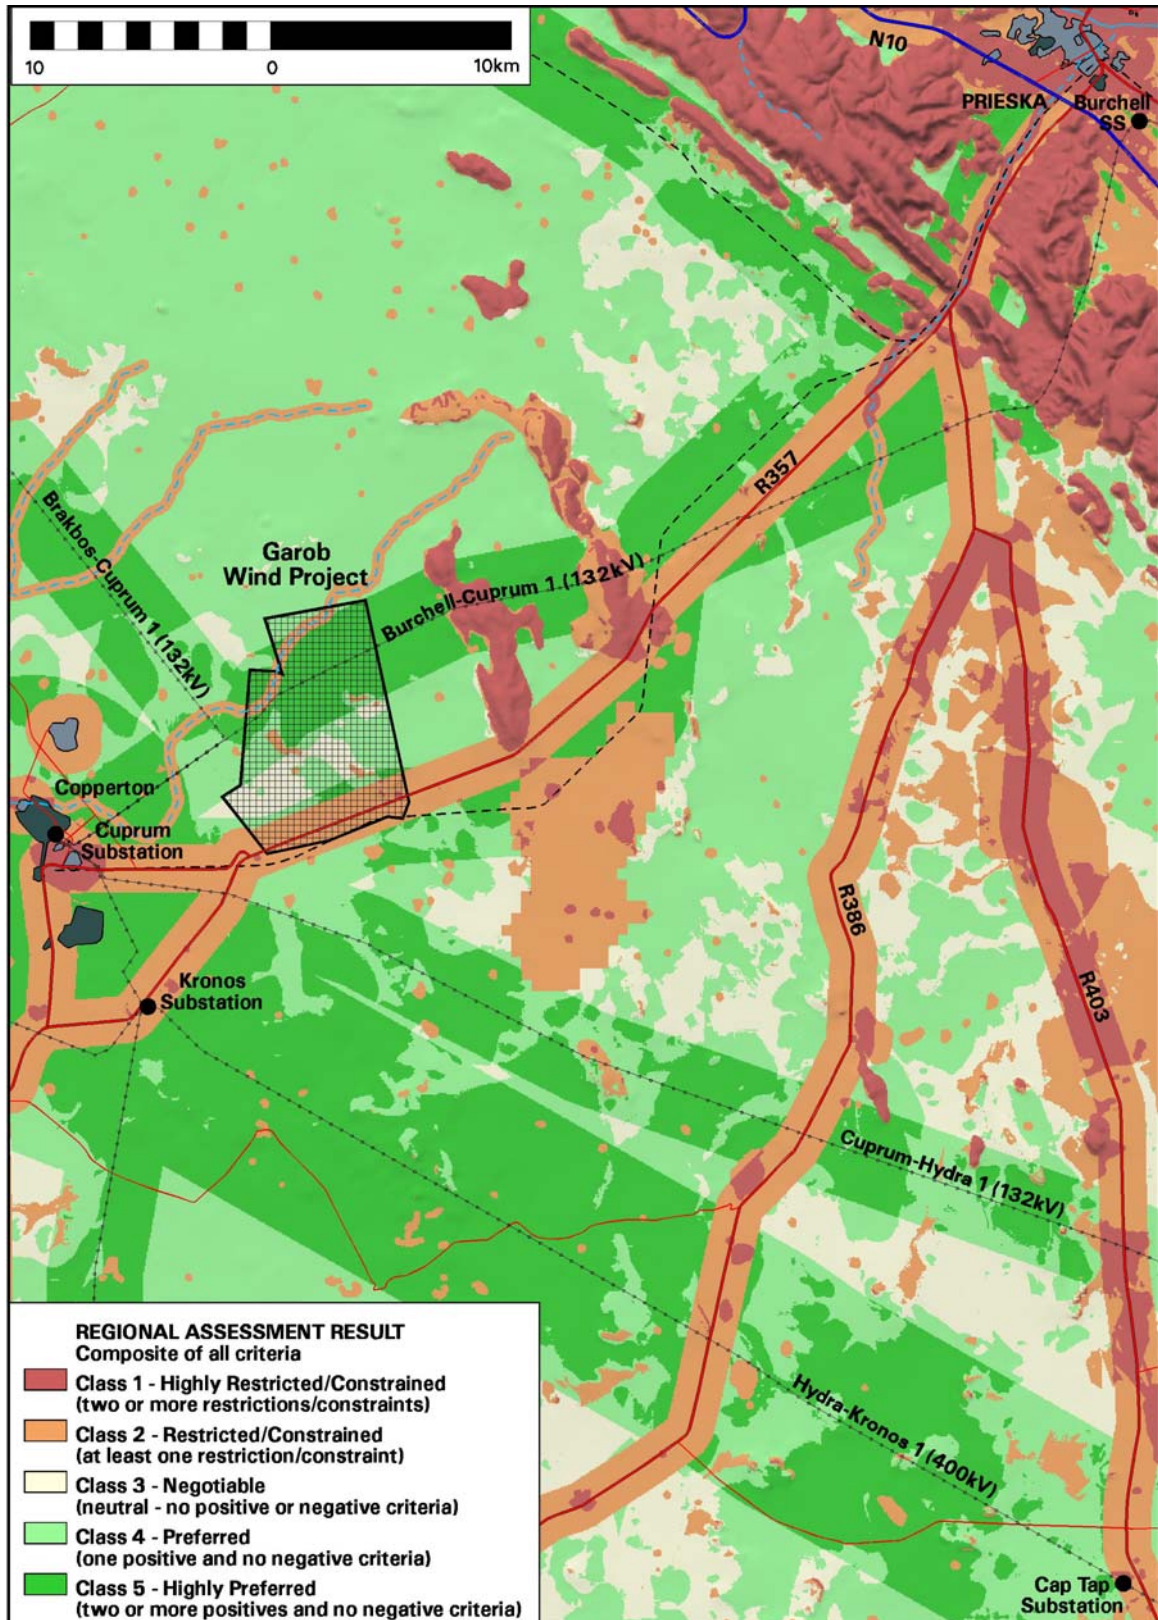 10 0 10km
N10
PRIESKA
Burchell
SS
R357
Brakbos-Cuprum 1 (132kV)
Garob
Wind Project
Burchell-Cuprum 1 (132kV)
Copperton
Cuprum
Substation
R386
Kronos
Substation
R403
Cuprum-Hydra 1 (132kV)
Hydra-Kronos 1 (400kV)
Cap Tap
Substation
REGIONAL ASSESSMENT RESULT
Composite of all criteria
Class 1 - Highly Restricted/Constrained
(two or more restrictions/constraints)
Class 2 - Restricted/Constrained
(at least one restriction/constraint)
Class 3 - Negotiable
(neutral - no positive or negative criteria)
Class 4 - Preferred
(one positive and no negative criteria)
Class 5 - Highly Preferred
(two or more positives and no negative criteria)